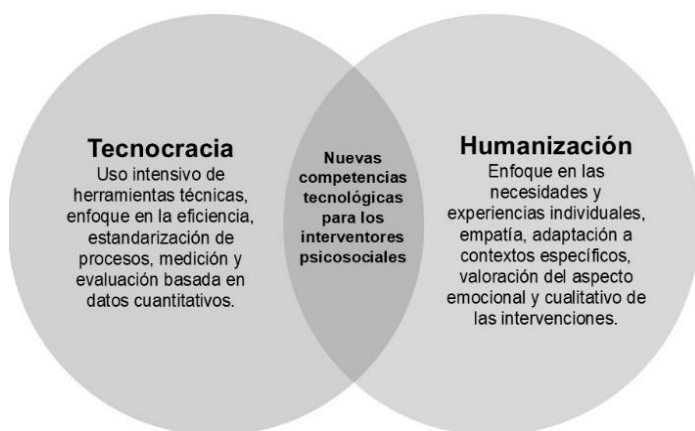 Tecnocracia
Uso intensivo de
herramientas técnicas,
enfoque en la eficiencia,
estandarización de
procesos, medición y
evaluación basada en
datos cuantitativos.
Nuevas
competencias
tecnológicas
para los
interventores
psicosociales
Humanización
Enfoque en las
necesidades y
experiencias individuales,
empatía, adaptación a
contextos específicos,
valoración del aspecto
emocional y cualitativo de
las intervenciones.